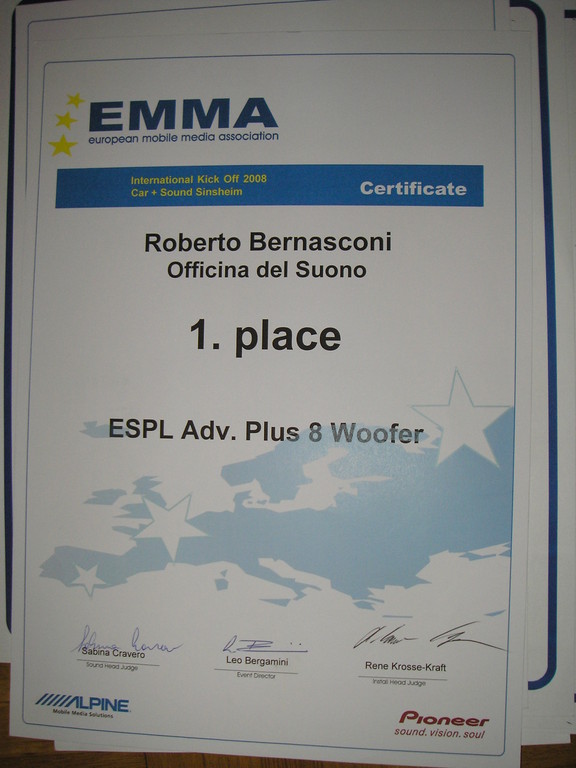 EMMA
european mobile media association
International Kick Off 2008
Car + Sound Sinsheim
Certificate
Roberto Bernasconi
Officina del Suono
1. place
ESPL Adv. Plus 8 Woofer
Sabina Cravero
Sound Head Judge
Leo Bergamini
Event Director
Rene Krosse-Kraft
Install Head Judge
ALPINE
Mobile Media Solutions
Pioneer
sound.vision.soul